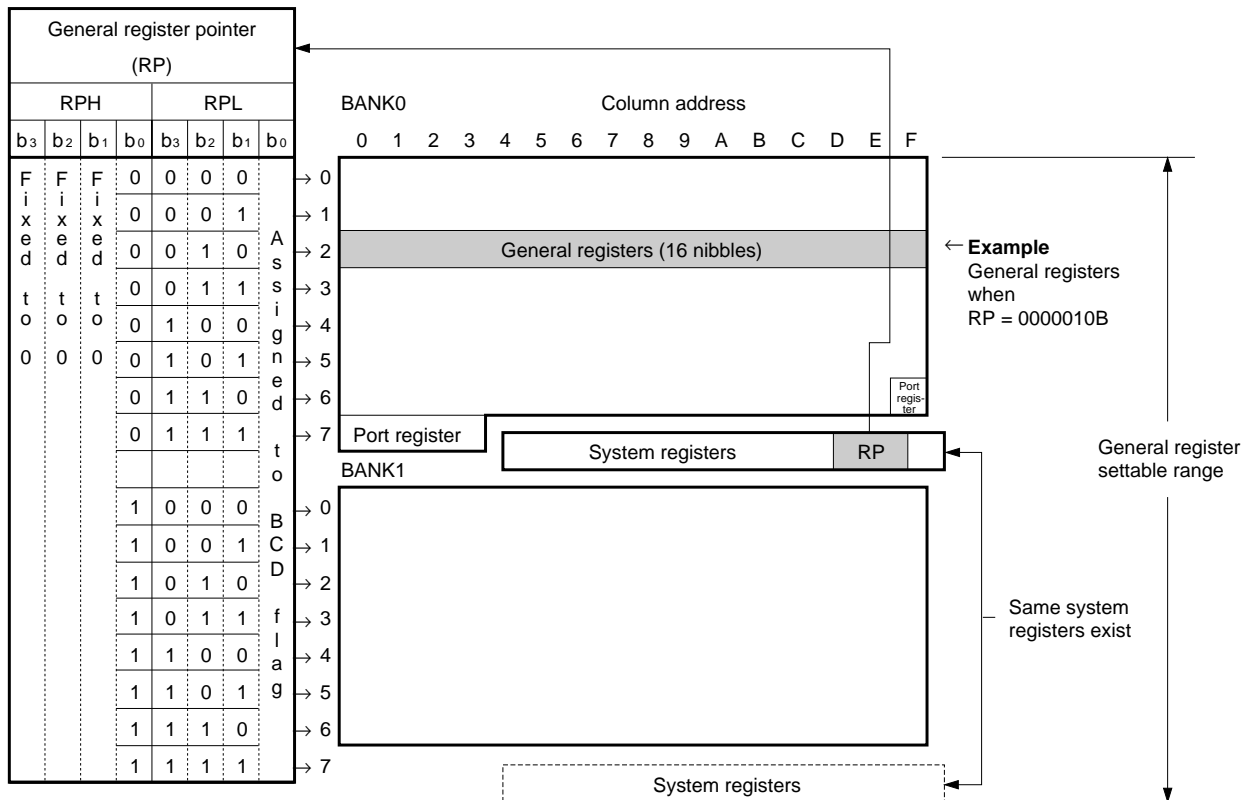 General register pointer
(RP)
RPH RPL
b3 b2 b1 b0 b3 b2 b1 b0
Fixed to 0
Fixed to 0
Fixed to 0
Assigned to BCD flag
BANK0 Column address
0 1 2 3 4 5 6 7 8 9 A B C D E F
0 0 0 0 → 0
0 0 0 1 → 1
0 0 1 0 → 2
General registers (16 nibbles)
← Example
General registers
when
RP = 0000010B
0 0 1 1 → 3
0 1 0 0 → 4
0 1 0 1 → 5
0 1 1 0 → 6
Port
regis-
ter
0 1 1 1 → 7
Port register
System registers RP
General register
settable range
BANK1
1 0 0 0 → 0
1 0 0 1 → 1
1 0 1 0 → 2
1 0 1 1 → 3
Same system
registers exist
1 1 0 0 → 4
1 1 0 1 → 5
1 1 1 0 → 6
1 1 1 1 → 7
System registers